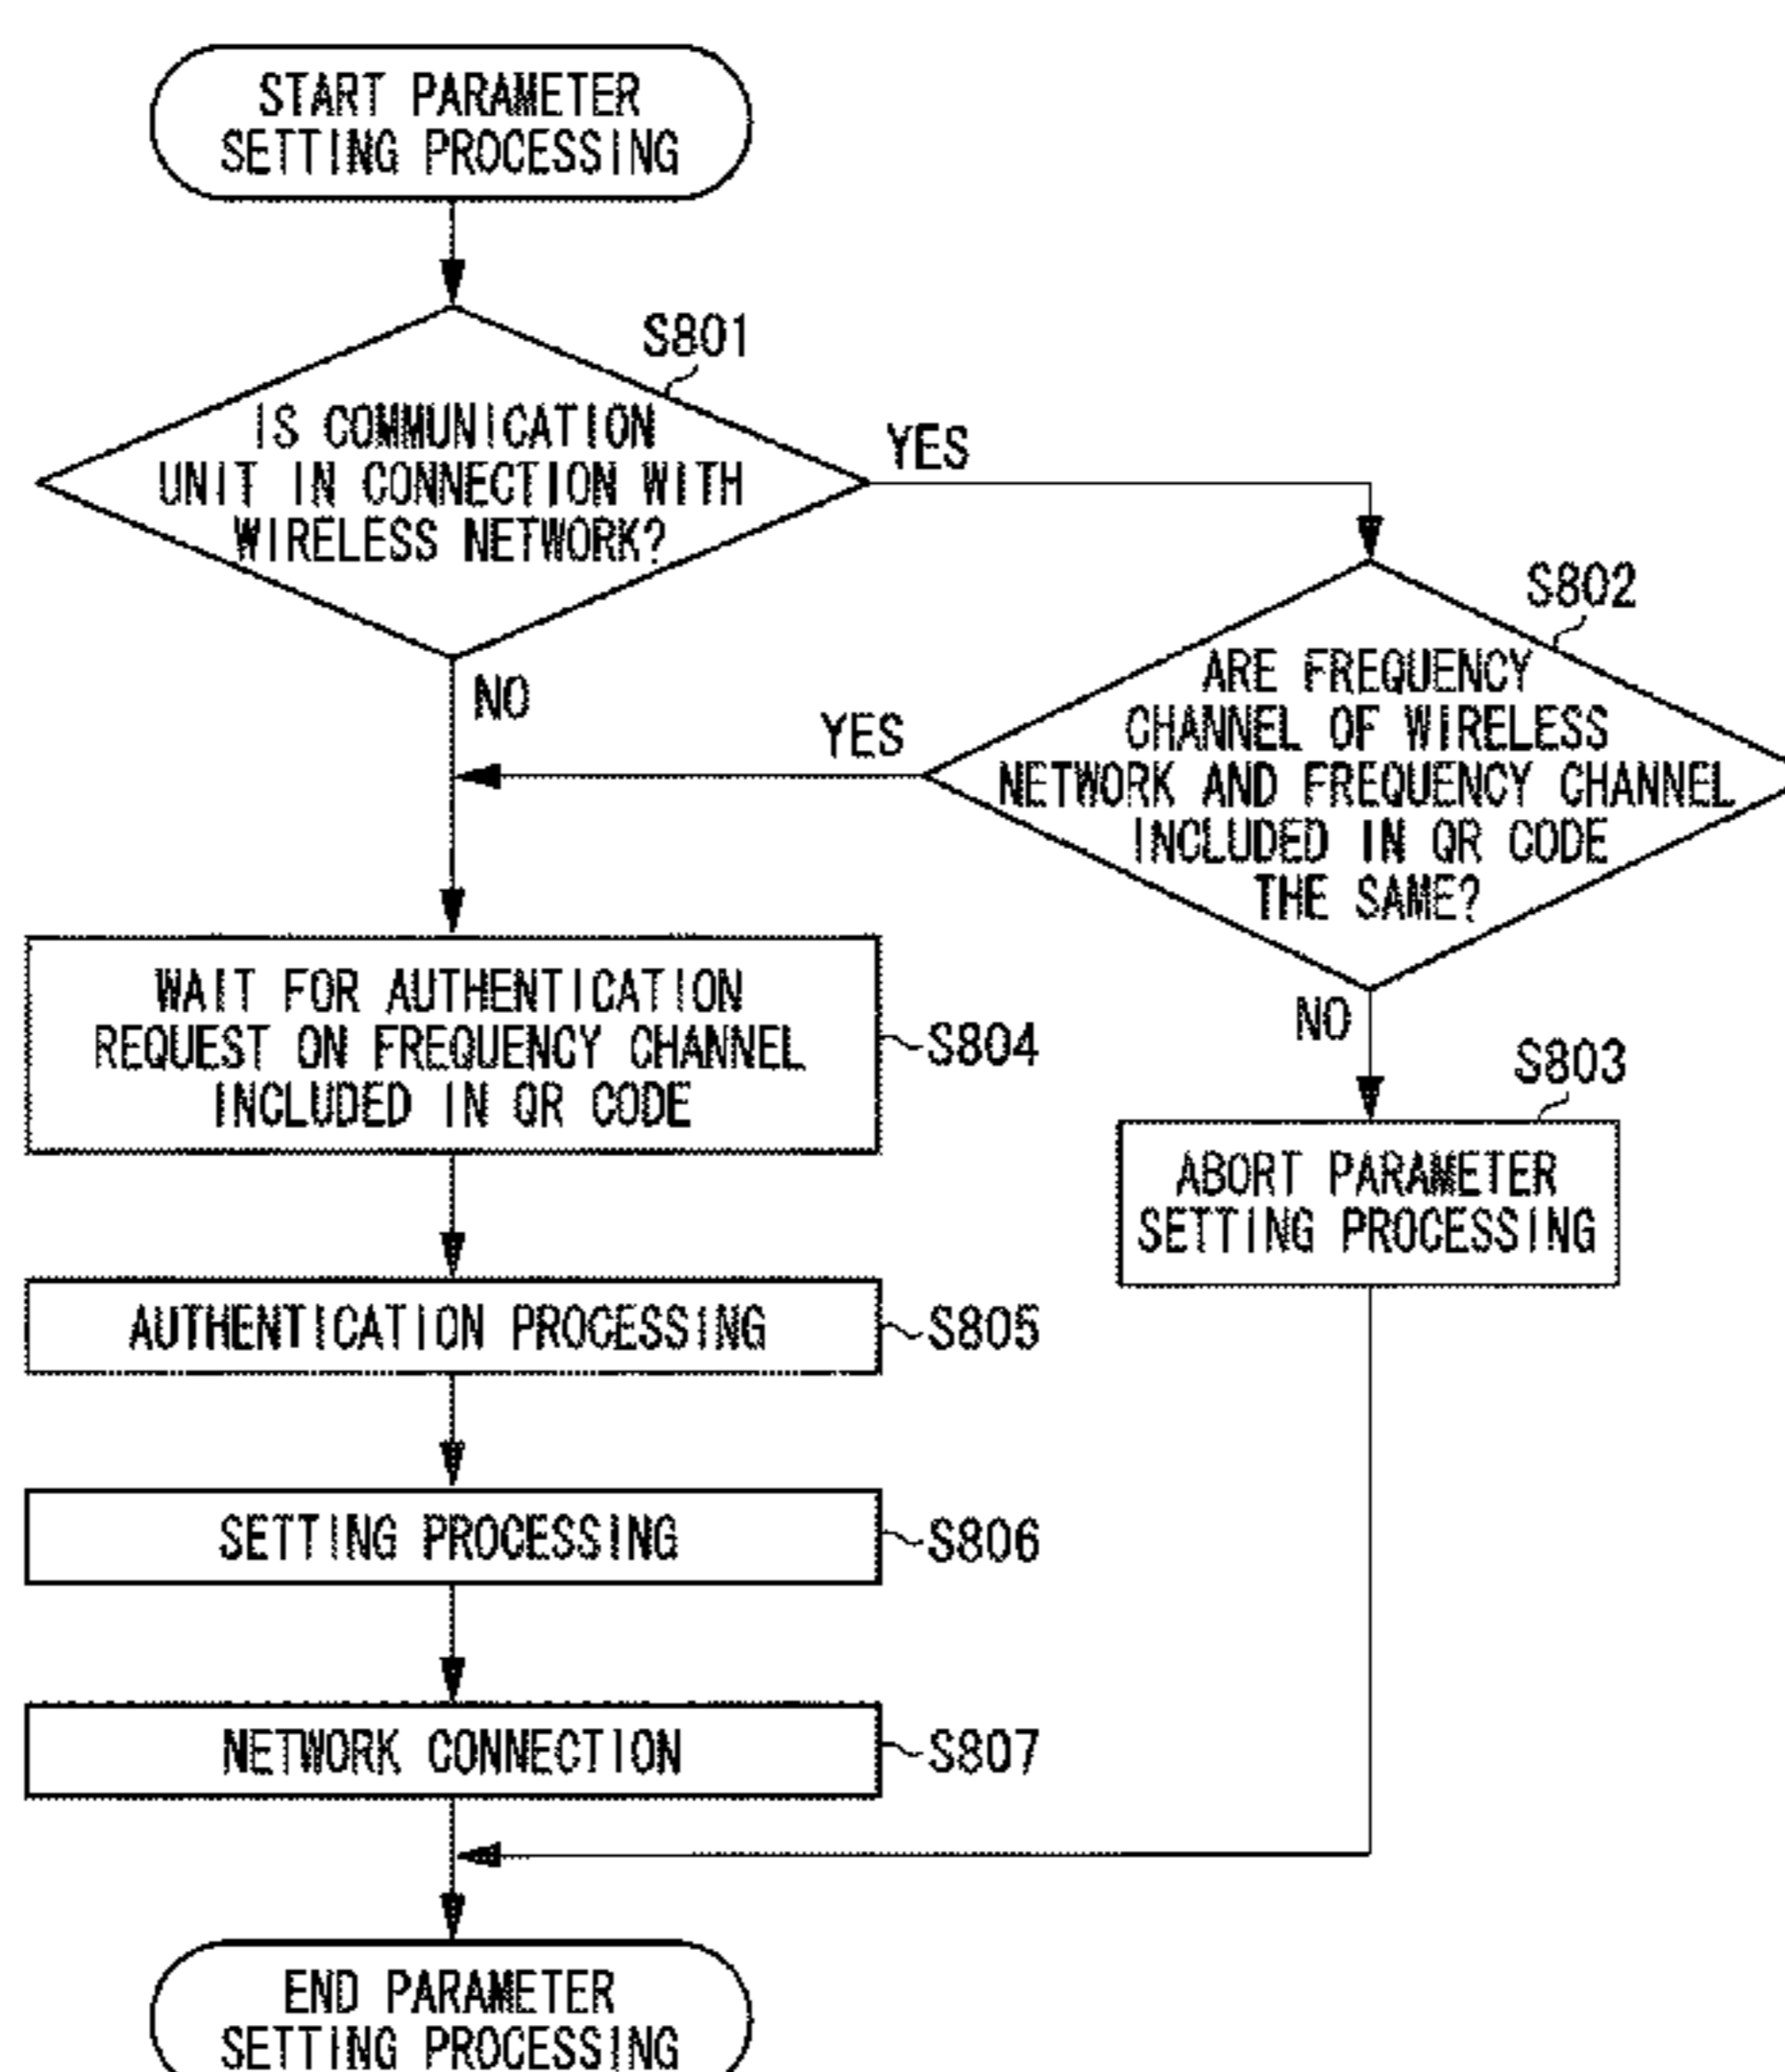 START PARAMETER
SETTING PROCESSING
S801
IS COMMUNICATION
UNIT IN CONNECTION WITH
WIRELESS NETWORK?
YES
NO
S802
ARE FREQUENCY
CHANNEL OF WIRELESS
NETWORK AND FREQUENCY CHANNEL
INCLUDED IN QR CODE
THE SAME?
YES
NO
S803
ABORT PARAMETER
SETTING PROCESSING
WAIT FOR AUTHENTICATION
REQUEST ON FREQUENCY CHANNEL
INCLUDED IN QR CODE
S804
AUTHENTICATION PROCESSING
S805
SETTING PROCESSING
S806
NETWORK CONNECTION
S807
END PARAMETER
SETTING PROCESSING